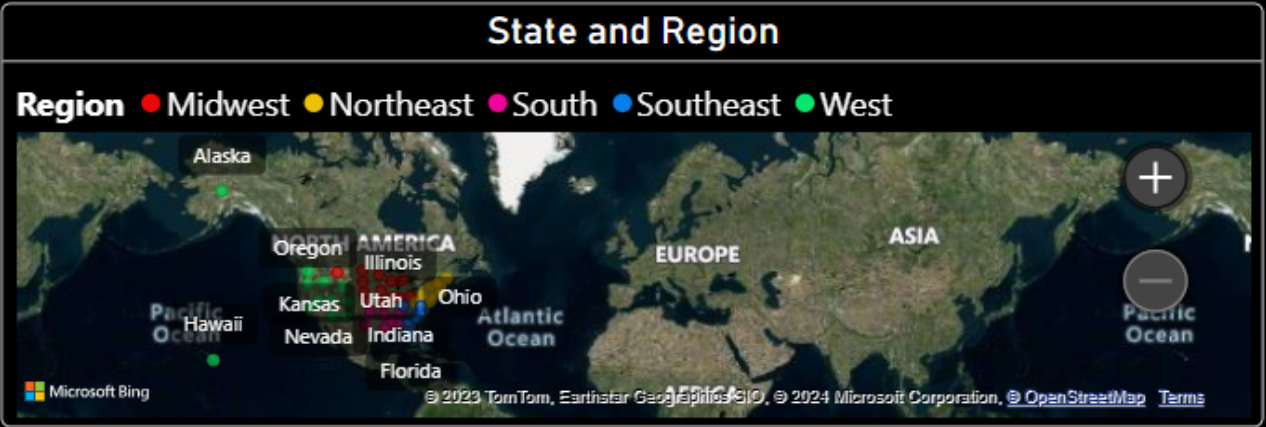 State and Region
Region Midwest Northeast South Southeast West
Alaska
NORTH AMERICA
Oregon
Illinois
EUROPE
ASIA
Kansas
Utah
Ohio
Pacific
Ocean
Hawaii
Nevada
Indiana
Atlantic
Ocean
Pacific
Ocean
Florida
Microsoft Bing
AFRICA
© 2023 TomTom, Earthstar Geographics SIO, © 2024 Microsoft Corporation, © OpenStreetMap Terms